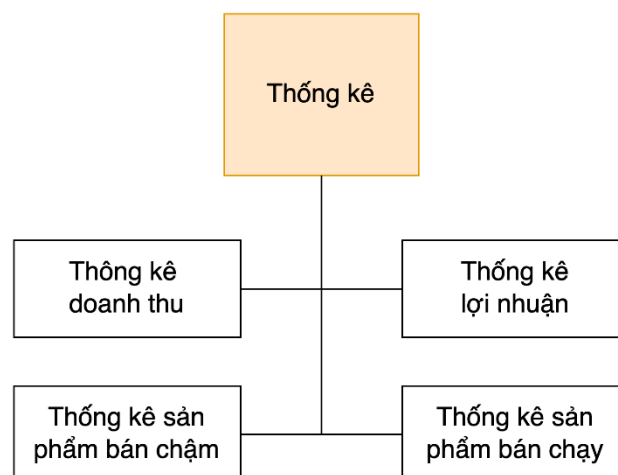 Thống kê
Thông kê
doanh thu
Thống kê
lợi nhuận
Thống kê sản
phẩm bán chậm
Thống kê sản
phẩm bán chạy